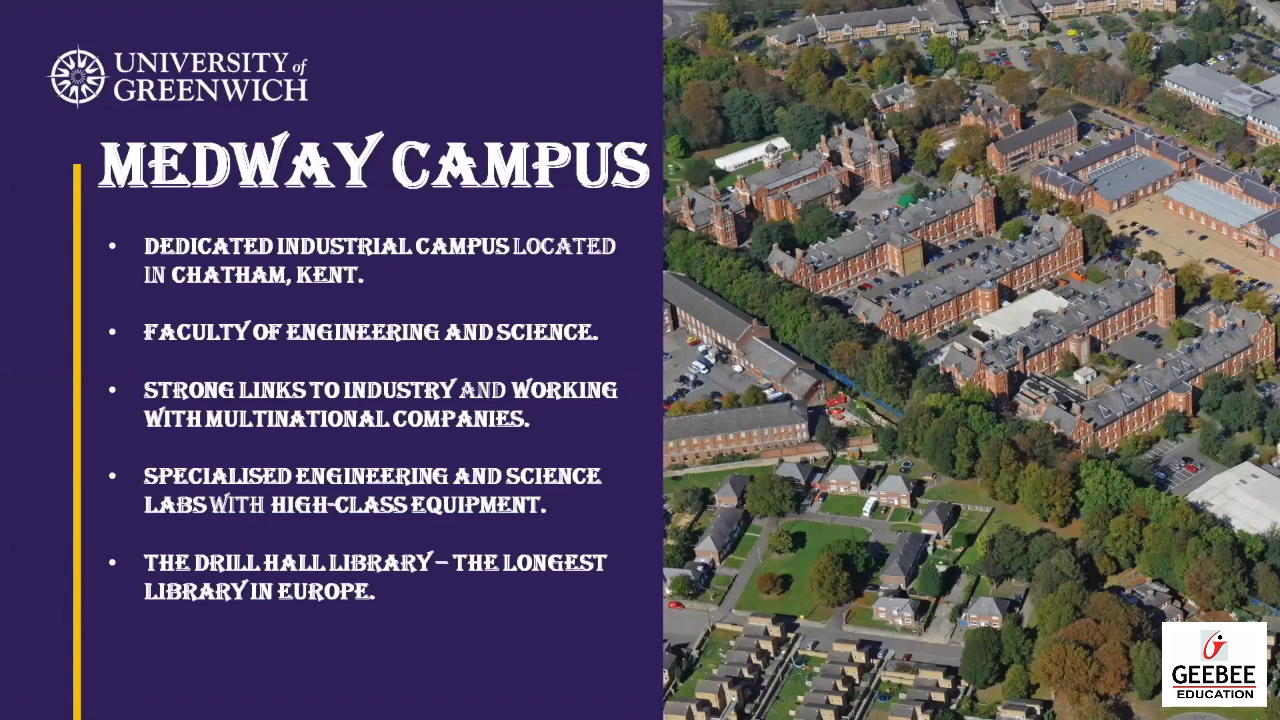 UNIVERSITY of
GREENWICH
MEDWAY CAMPUS
• DEDICATED INDUSTRIAL CAMPUS LOCATED
IN CHATHAM, KENT.
• FACULTY OF ENGINEERING AND SCIENCE.
• STRONG LINKS TO INDUSTRY AND WORKING
WITH MULTINATIONAL COMPANIES.
• SPECIALISED ENGINEERING AND SCIENCE
LABS WITH HIGH-CLASS EQUIPMENT.
• THE DRILL HALL LIBRARY – THE LONGEST
LIBRARY IN EUROPE.
GEEBEE
EDUCATION